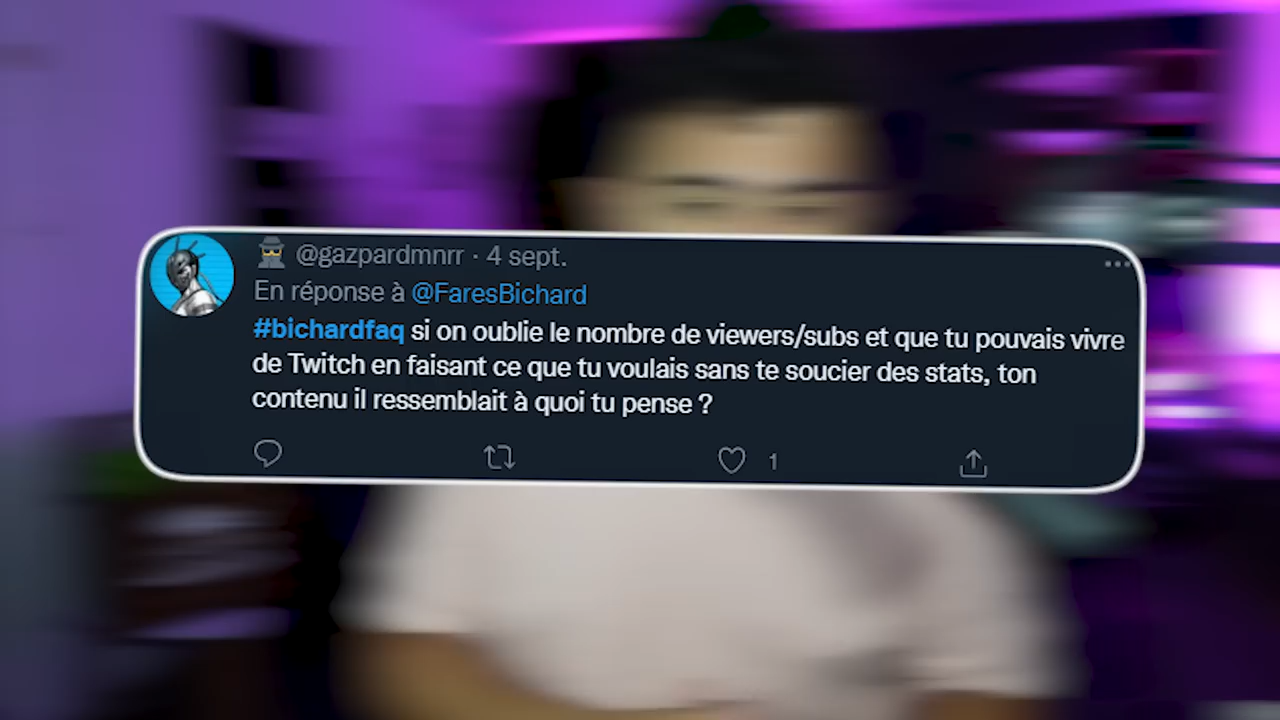 @gazpardmnrr · 4 sept.
En réponse à @FaresBichard
#bichardfaq si on oublie le nombre de viewers/subs et que tu pouvais vivre
de Twitch en faisant ce que tu voulais sans te soucier des stats, ton
contenu il ressemblait à quoi tu pense ?
1